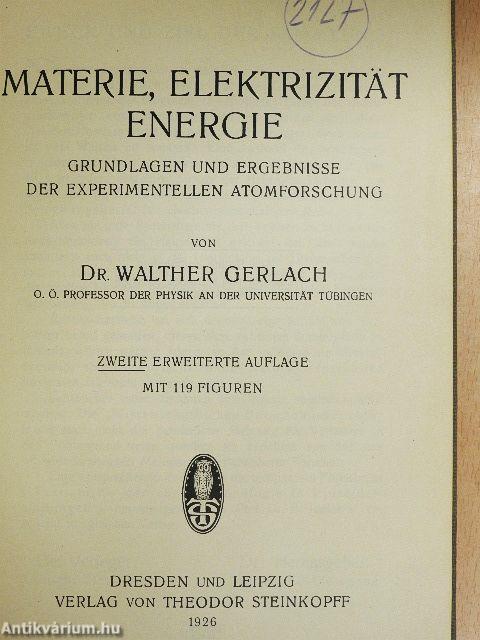 2127
MATERIE, ELEKTRIZITÄT
ENERGIE
GRUNDLAGEN UND ERGEBNISSE
DER EXPERIMENTELLEN ATOMFORSCHUNG
VON
DR. WALTHER GERLACH
O. Ö. PROFESSOR DER PHYSIK AN DER UNIVERSITÄT TÜBINGEN
ZWEITE ERWEITERTE AUFLAGE
MIT 119 FIGUREN
TS
DRESDEN UND LEIPZIG
VERLAG VON THEODOR STEINKOPFF
1926
Antikvárium.hu